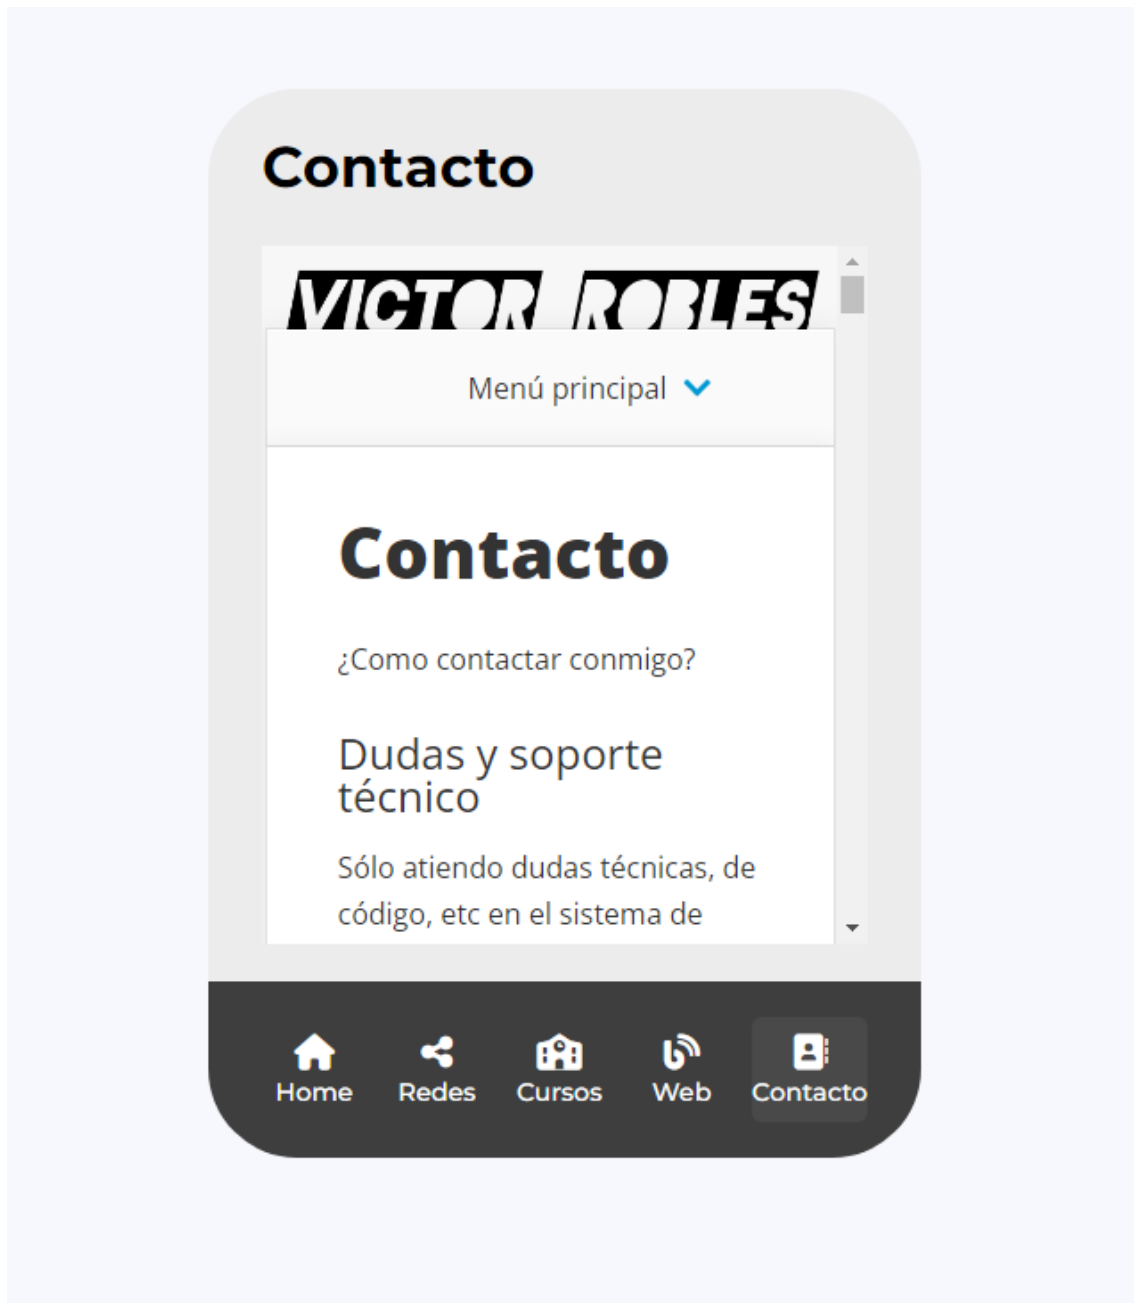 Contacto
VICTOR ROBLES
Menú principal
Contacto
¿Como contactar conmigo?
Dudas y soporte
técnico
Sólo atiendo dudas técnicas, de
código, etc en el sistema de
Home Redes Cursos Web Contacto